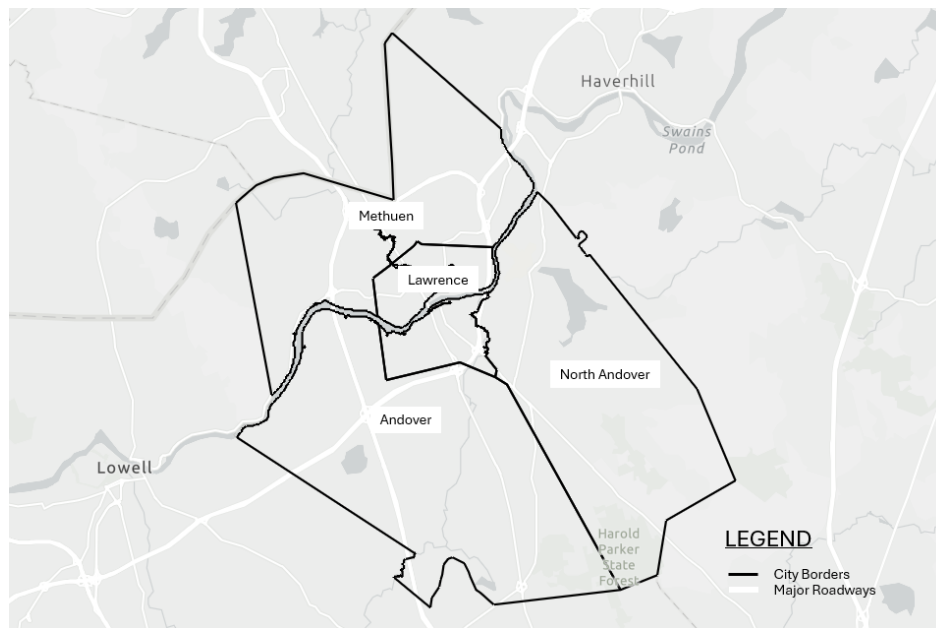 Haverhill
Swains
Pond
Methuen
Lawrence
North Andover
Andover
Lowell
Harold
Parker
State
Forest
LEGEND
City Borders
Major Roadways